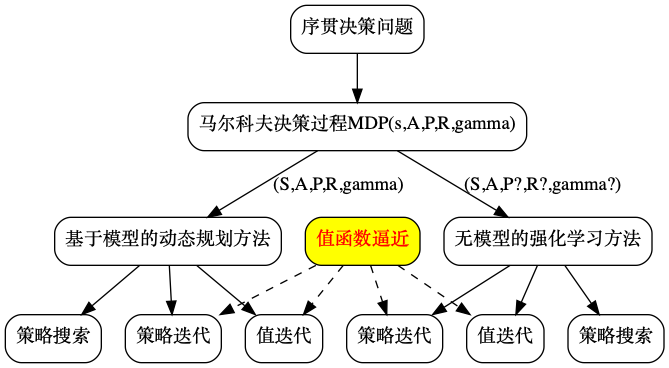 序贯决策问题
马尔科夫决策过程MDP(s,A,P,R,gamma)
(S,A,P,R,gamma)
(S,A,P?,R?,gamma?)
基于模型的动态规划方法
值函数逼近
无模型的强化学习方法
策略搜索
策略迭代
值迭代
策略迭代
值迭代
策略搜索